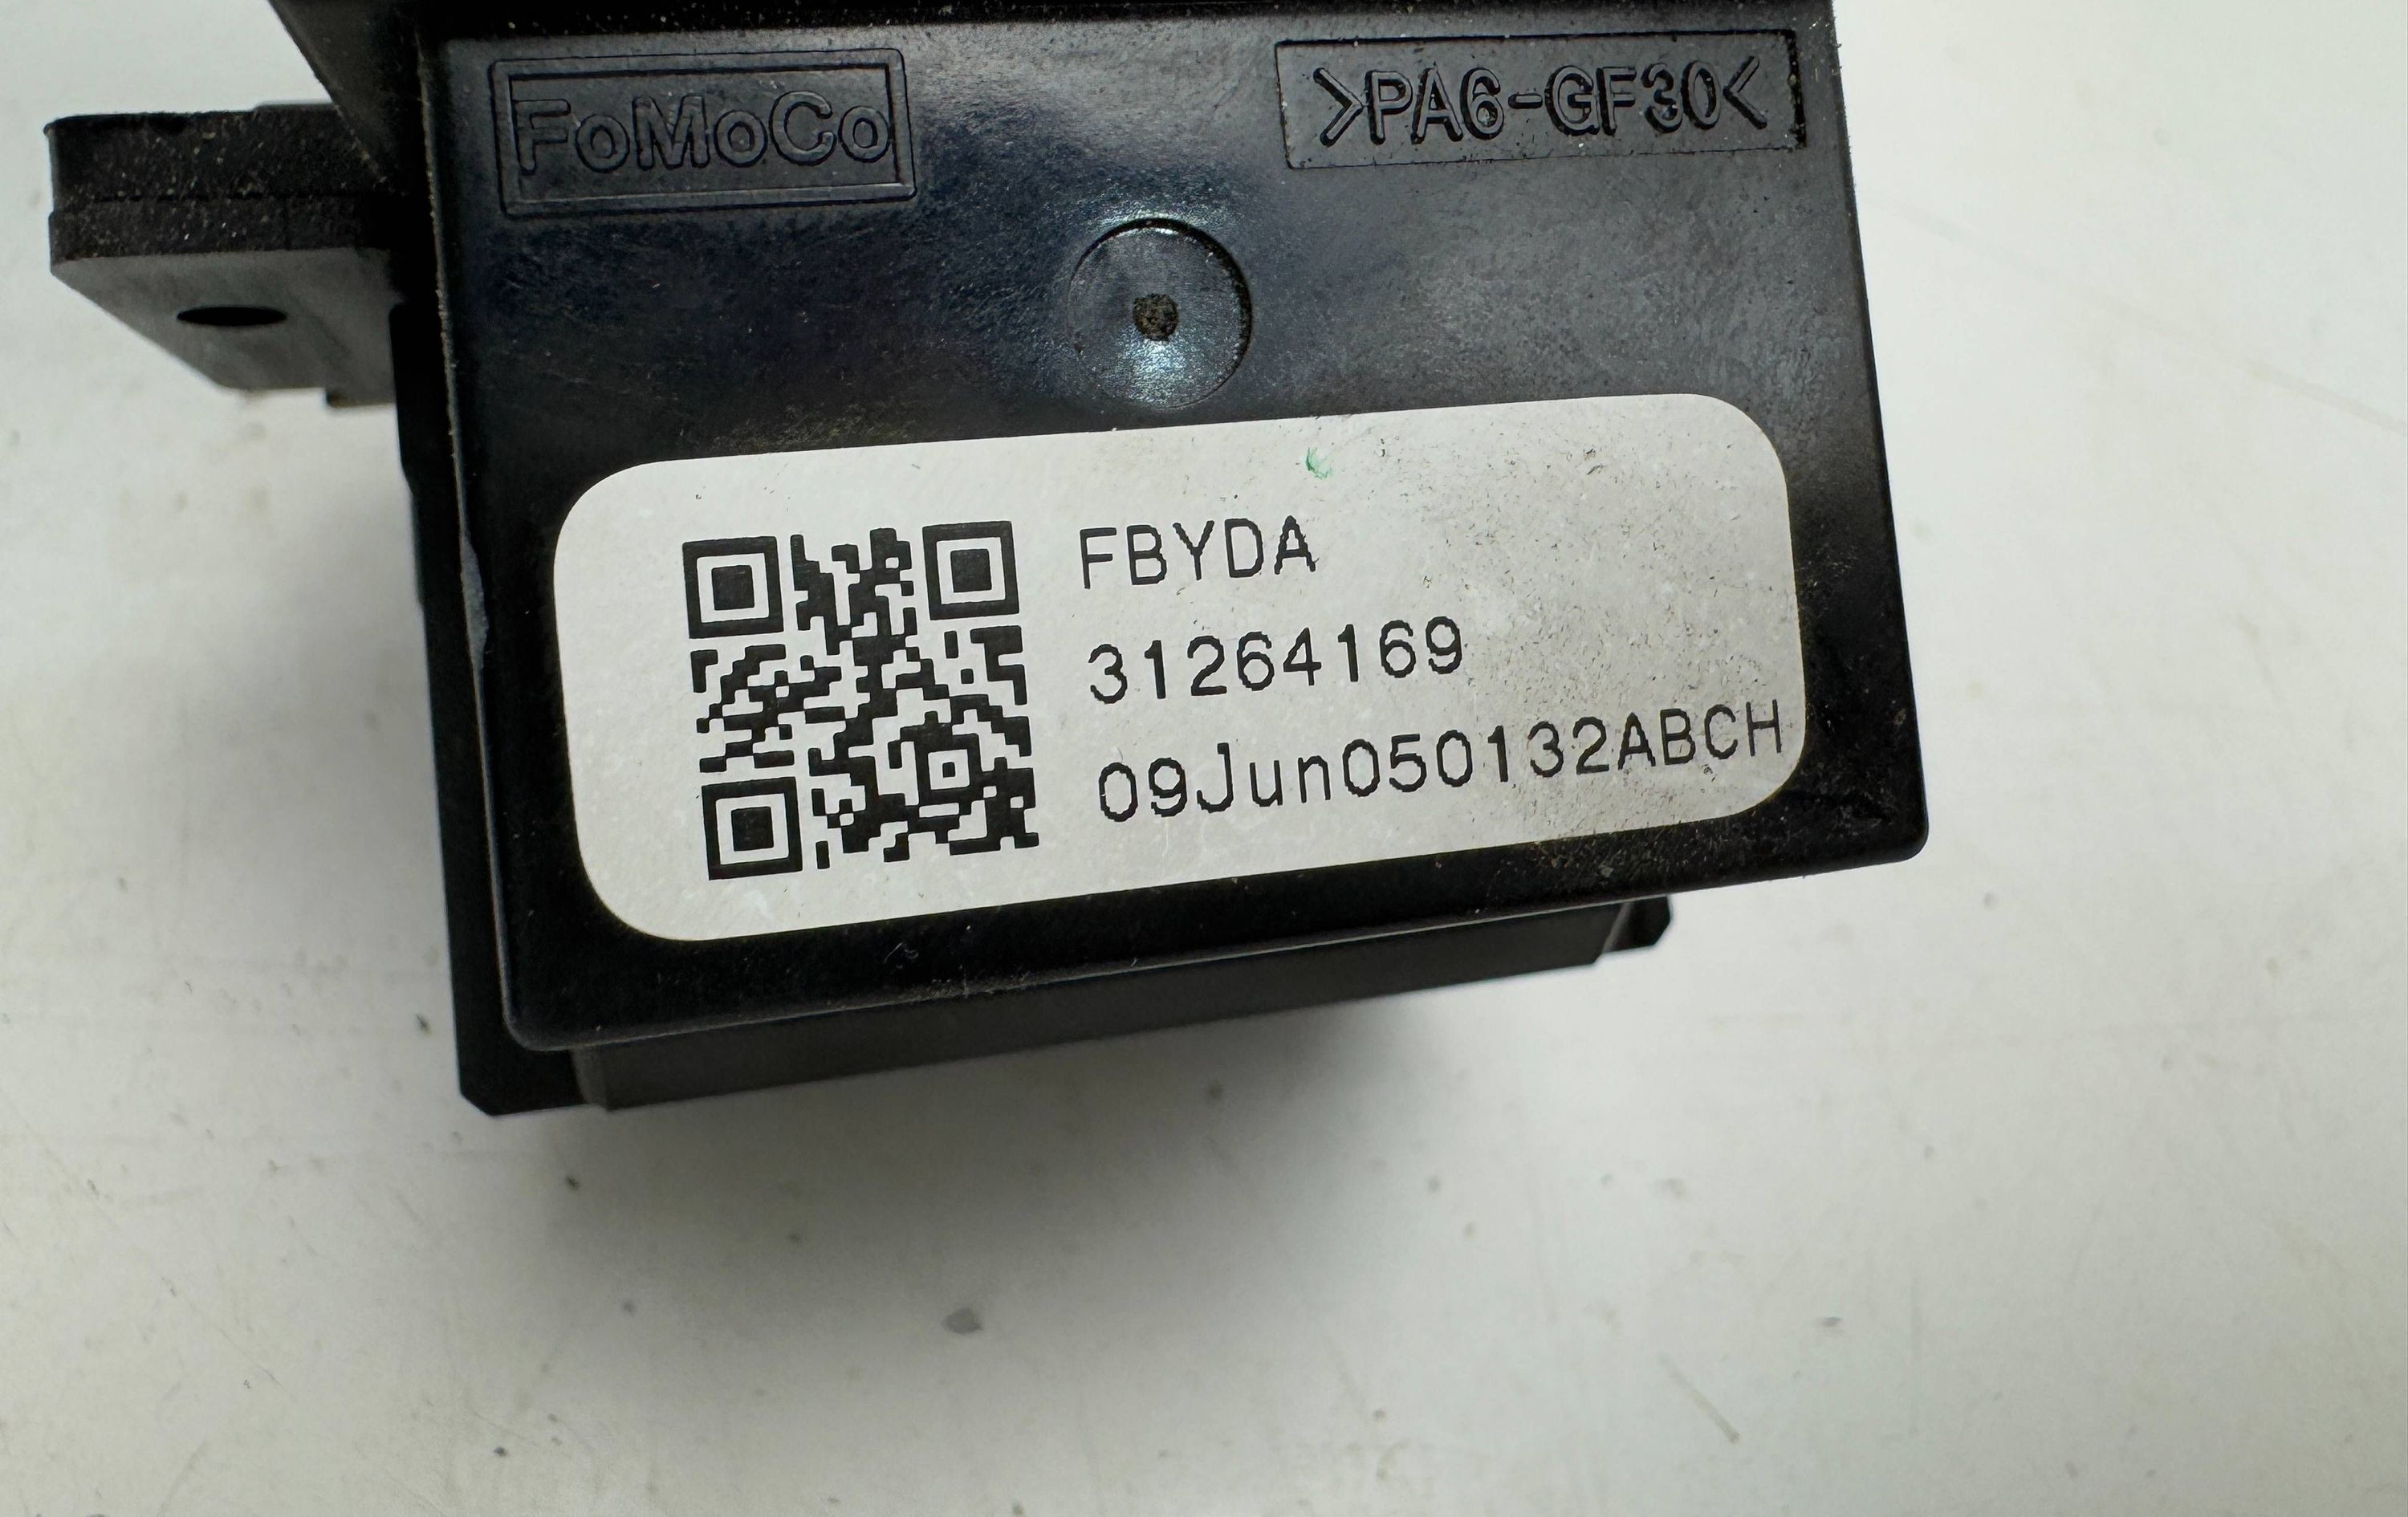 FoMoCo
>PA6-GF30<
FBYDA
31264169
09Jun050132ABCH